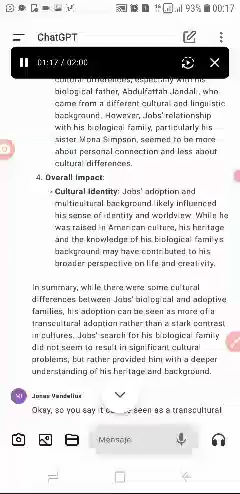 93% 00:17
ChatGPT
01:17 / 02:00
cultural differences, especially with his
biological father, Abdulfattah Jandali, who
came from a different cultural and linguistic
background. However, Jobs' relationship
with his biological family, particularly his
sister Mona Simpson, seemed to be more
about personal connection and less about
cultural differences.
4. Overall Impact:
• Cultural Identity: Jobs' adoption and
multicultural background likely influenced
his sense of identity and worldview. While he
was raised in American culture, his heritage
and the knowledge of his biological family's
background may have contributed to his
broader perspective on life and creativity.
In summary, while there were some cultural
differences between Jobs' biological and adoptive
families, his adoption can be seen as more of a
transcultural adoption rather than a stark contrast
in cultures. Jobs' search for his biological family
did not seem to result in significant cultural
problems, but rather provided him with a deeper
understanding of his heritage and background.
Jonas Vendelius
Okay, so you say it be seen as a transcultural
Message